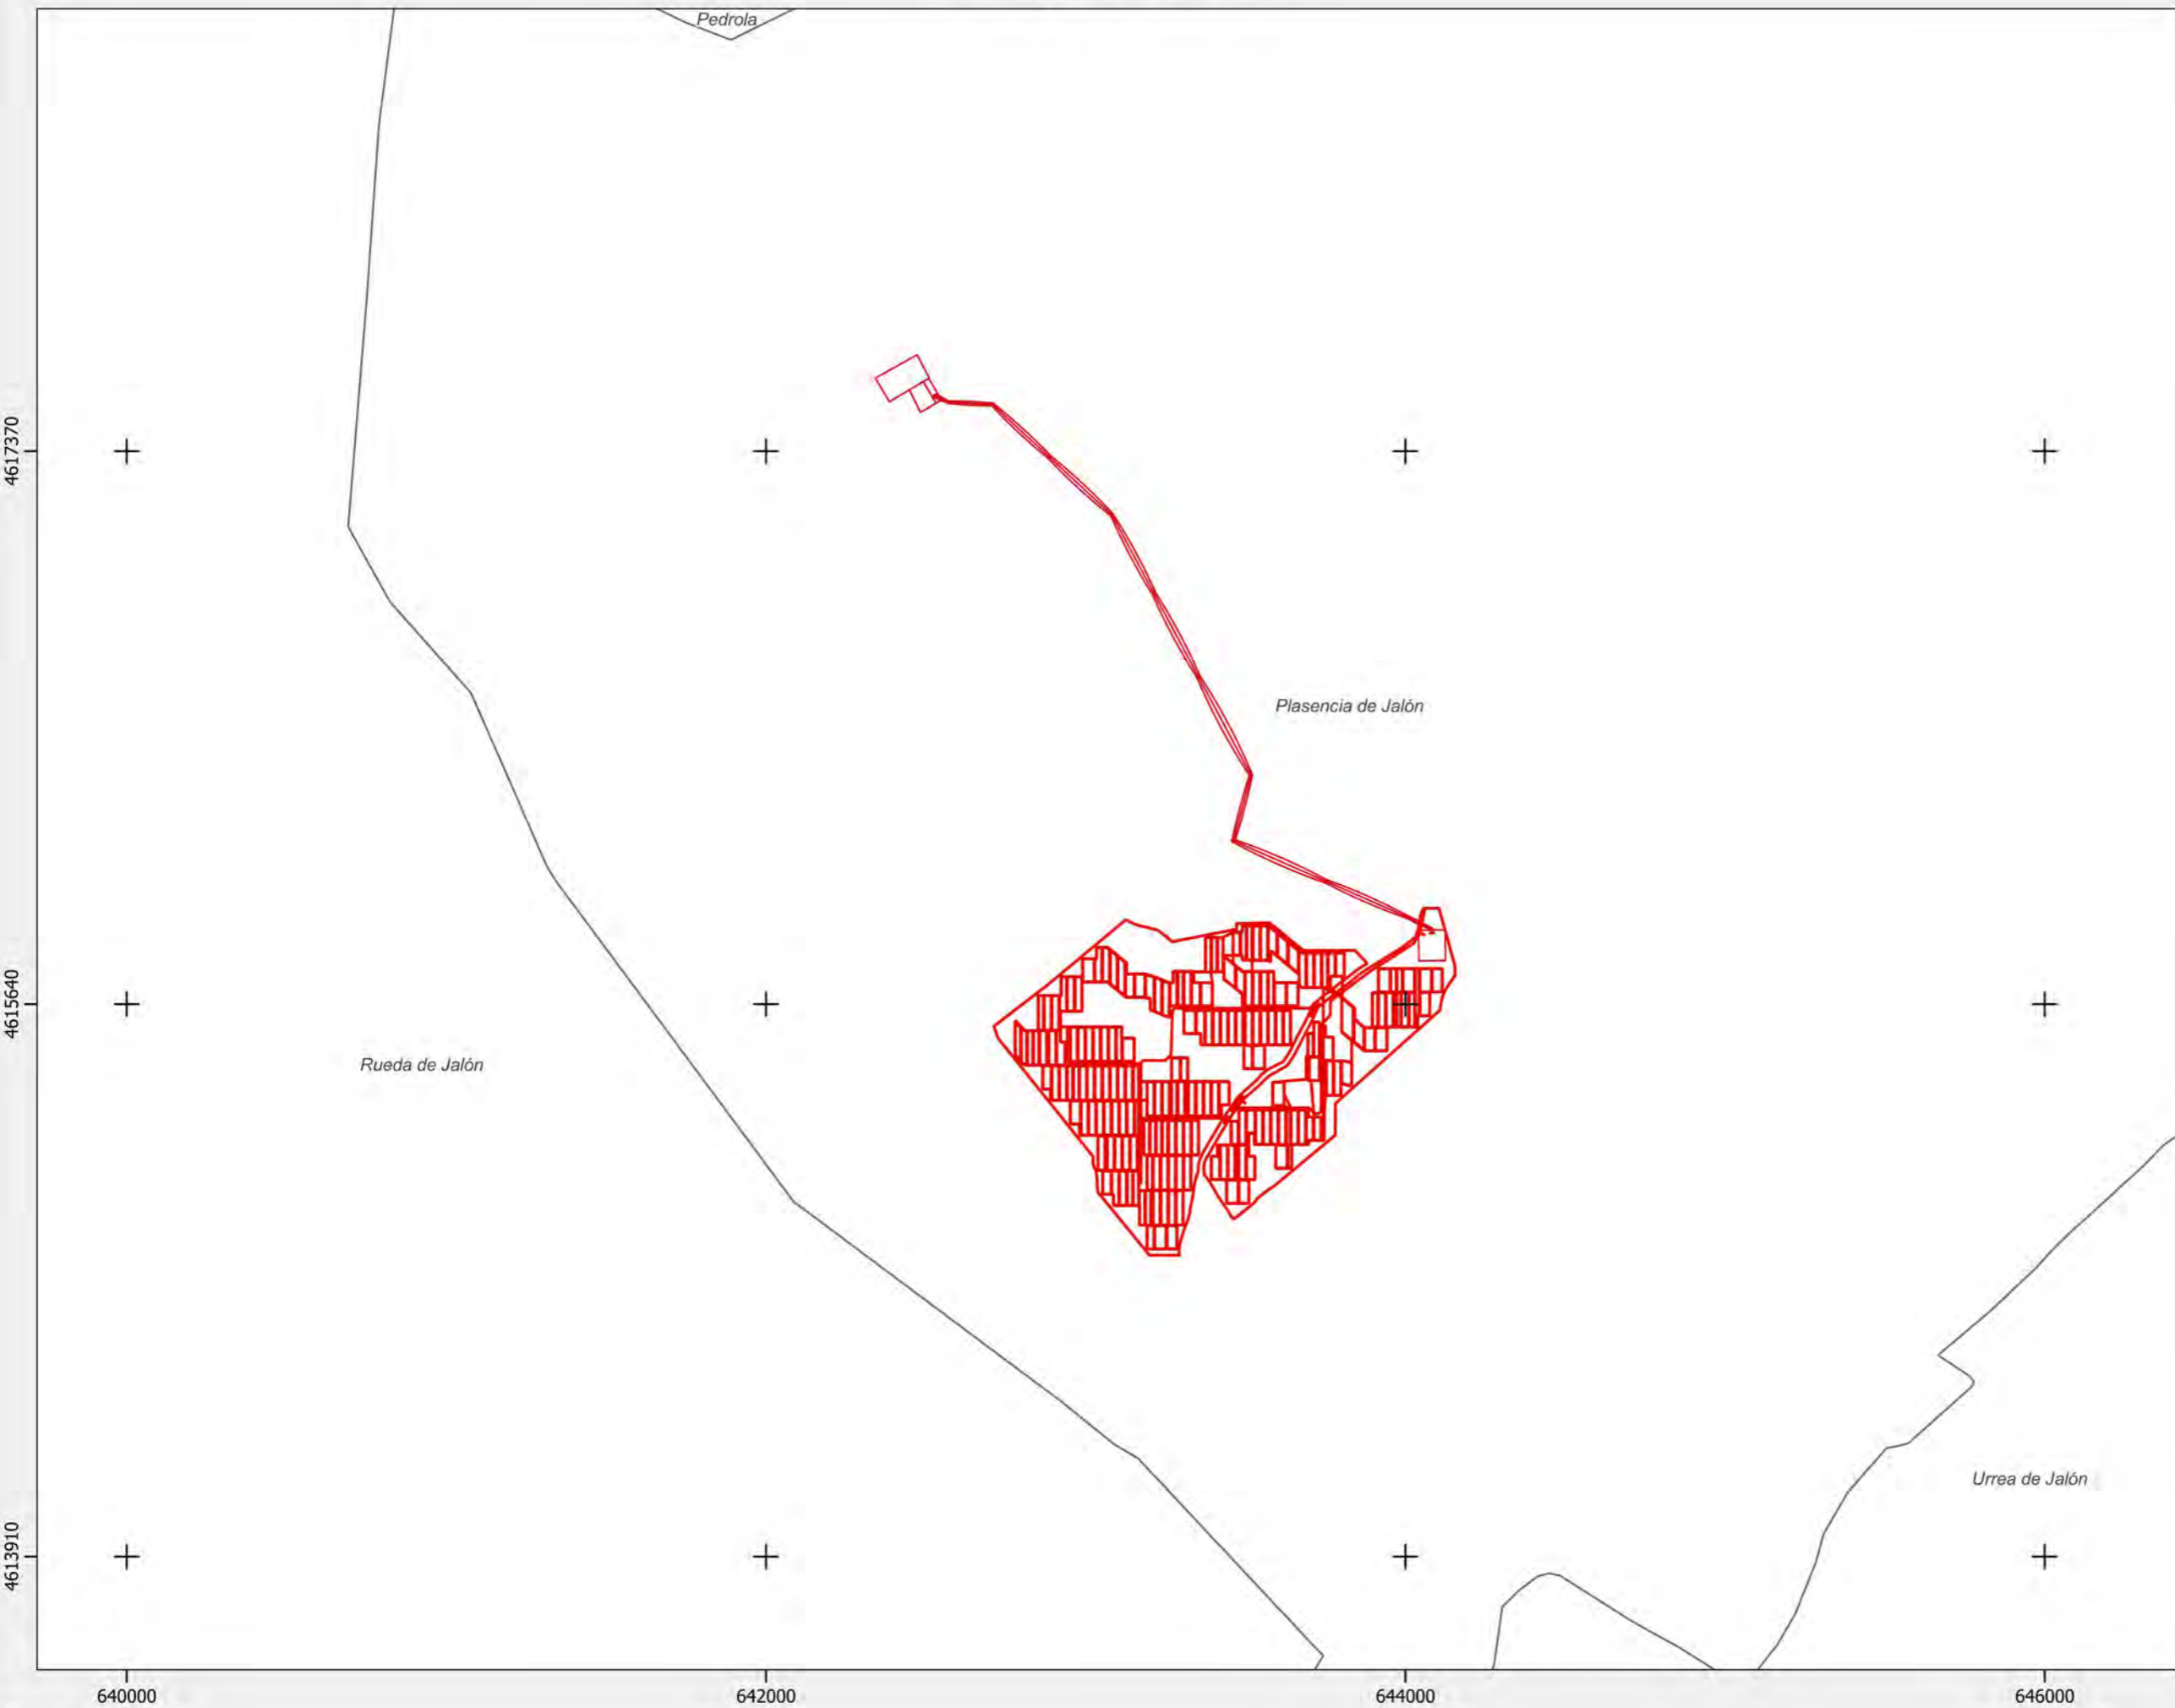 Pedrola
4617370
Plasencia de Jalón
4615640
Rueda de Jalón
Urrea de Jalón
4613910
640000
642000
644000
646000